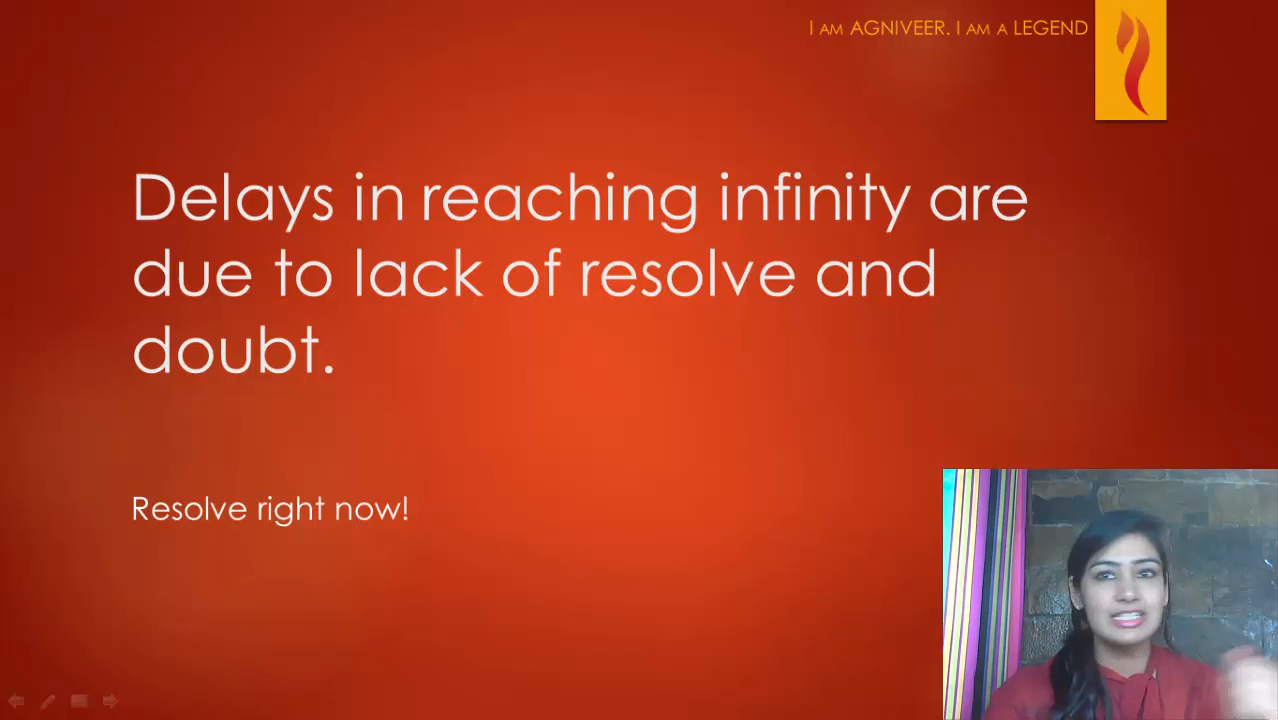 I AM AGNIVEER. I AM A LEGEND
Delays in reaching infinity are
due to lack of resolve and
doubt.
Resolve right now!